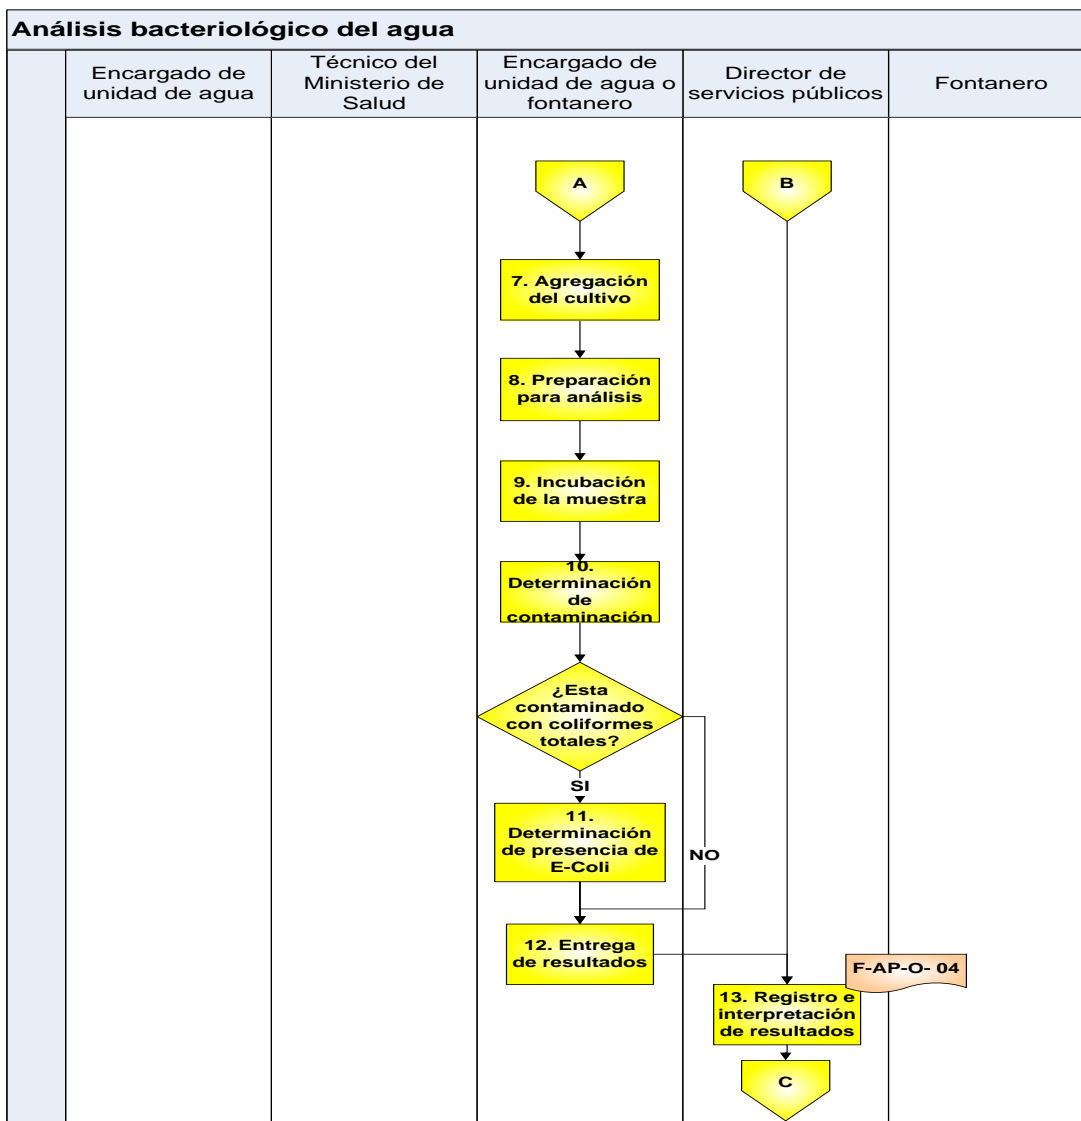 Análisis bacteriológico del agua
Encargado de
unidad de agua
Técnico del
Ministerio de
Salud
Encargado de
unidad de agua o
fontanero
Director de
servicios públicos
Fontanero
A
B
7. Agregación
del cultivo
8. Preparación
para análisis
9. Incubación
de la muestra
10.
Determinación
de
contaminación
¿Esta
contaminado
con coliformes
totales?
SI
11.
Determinación
de presencia de
E-Coli
NO
12. Entrega
de resultados
F-AP-O- 04
13. Registro e
interpretación
de resultados
C